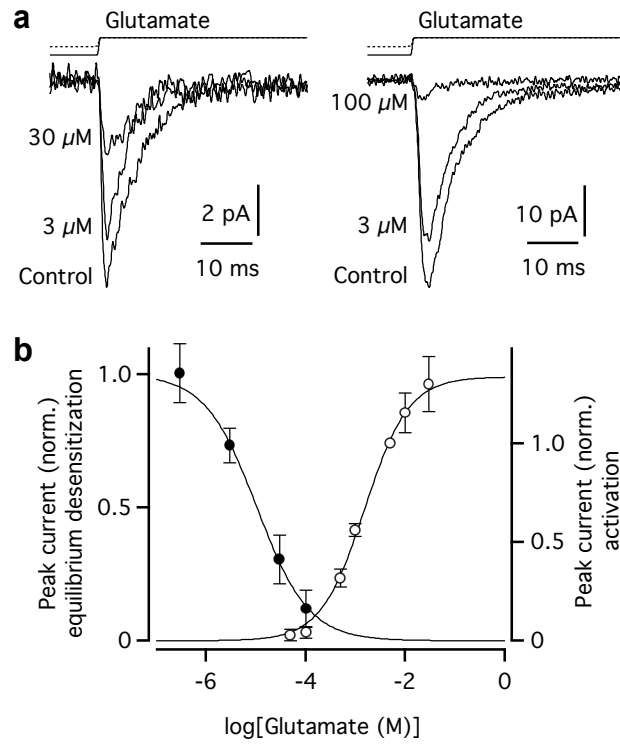 a
Glutamate
30 µM
3 µM
Control
2 pA
10 ms
Glutamate
100 µM
3 µM
Control
10 pA
10 ms
b
Peak current (norm.)
equilibrium desensitization
1.0
0.5
0
1.0
0.5
0
Peak current (norm.)
activation
-6
-4
-2
0
log[Glutamate (M)]